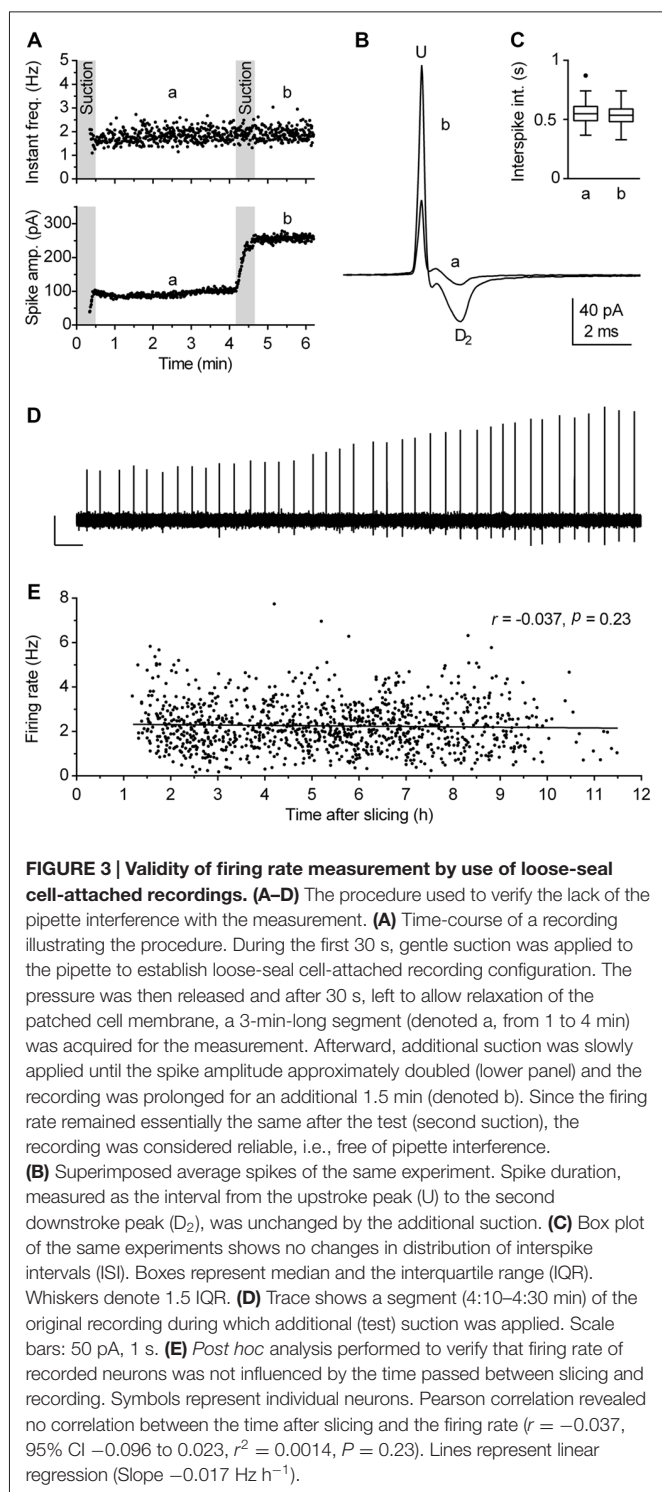 A
B
C
Instant freq. (Hz)
5
4
3
2
1
0
Suction
a
Suction
b
Spike amp. (pA)
300
200
100
0
a
b
0 1 2 3 4 5 6
Time (min)
U
b
a
D2
40 pA
2 ms
Interspike int. (s)
1
0.5
0
a b
D
E
r = -0.037, p = 0.23
Firing rate (Hz)
8
6
4
2
0
0 1 2 3 4 5 6 7 8 9 10 11 12
Time after slicing (h)
FIGURE 3 | Validity of firing rate measurement by use of loose-seal
cell-attached recordings. (A–D) The procedure used to verify the lack of the
pipette interference with the measurement. (A) Time-course of a recording
illustrating the procedure. During the first 30 s, gentle suction was applied to
the pipette to establish loose-seal cell-attached recording configuration. The
pressure was then released and after 30 s, left to allow relaxation of the
patched cell membrane, a 3-min-long segment (denoted a, from 1 to 4 min)
was acquired for the measurement. Afterward, additional suction was slowly
applied until the spike amplitude approximately doubled (lower panel) and the
recording was prolonged for an additional 1.5 min (denoted b). Since the firing
rate remained essentially the same after the test (second suction), the
recording was considered reliable, i.e., free of pipette interference.
(B) Superimposed average spikes of the same experiment. Spike duration,
measured as the interval from the upstroke peak (U) to the second
downstroke peak (D2), was unchanged by the additional suction. (C) Box plot
of the same experiments shows no changes in distribution of interspike
intervals (ISI). Boxes represent median and the interquartile range (IQR).
Whiskers denote 1.5 IQR. (D) Trace shows a segment (4:10–4:30 min) of the
original recording during which additional (test) suction was applied. Scale
bars: 50 pA, 1 s. (E) Post hoc analysis performed to verify that firing rate of
recorded neurons was not influenced by the time passed between slicing and
recording. Symbols represent individual neurons. Pearson correlation revealed
no correlation between the time after slicing and the firing rate (r = −0.037,
95% CI −0.096 to 0.023, r² = 0.0014, P = 0.23). Lines represent linear
regression (Slope −0.017 Hz h⁻¹).